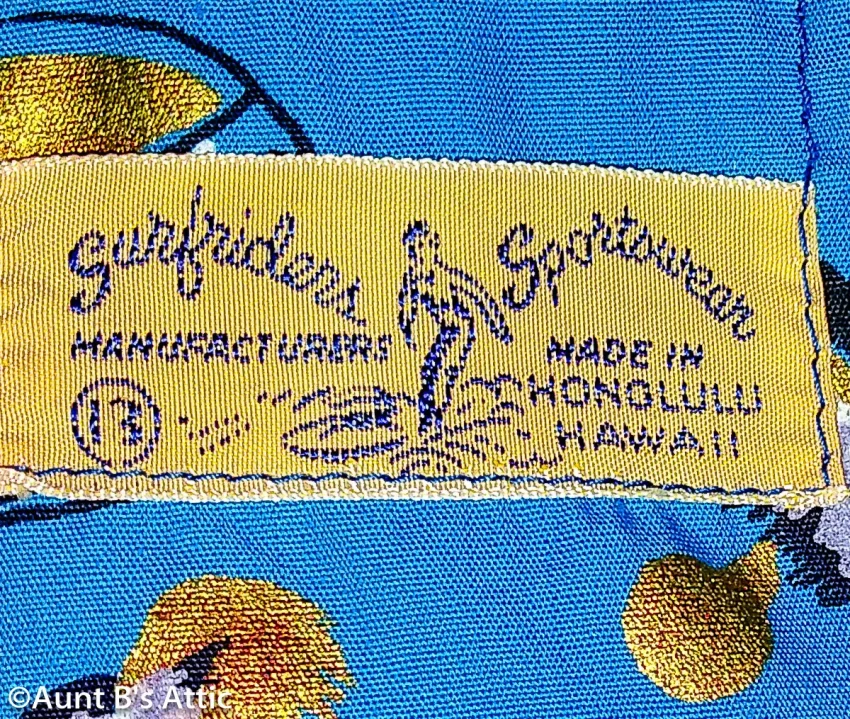 Surfriders Sportswear
MANUFACTURERS
MADE IN
HONOLULU
HAWAII
13
©Aunt B's Attic